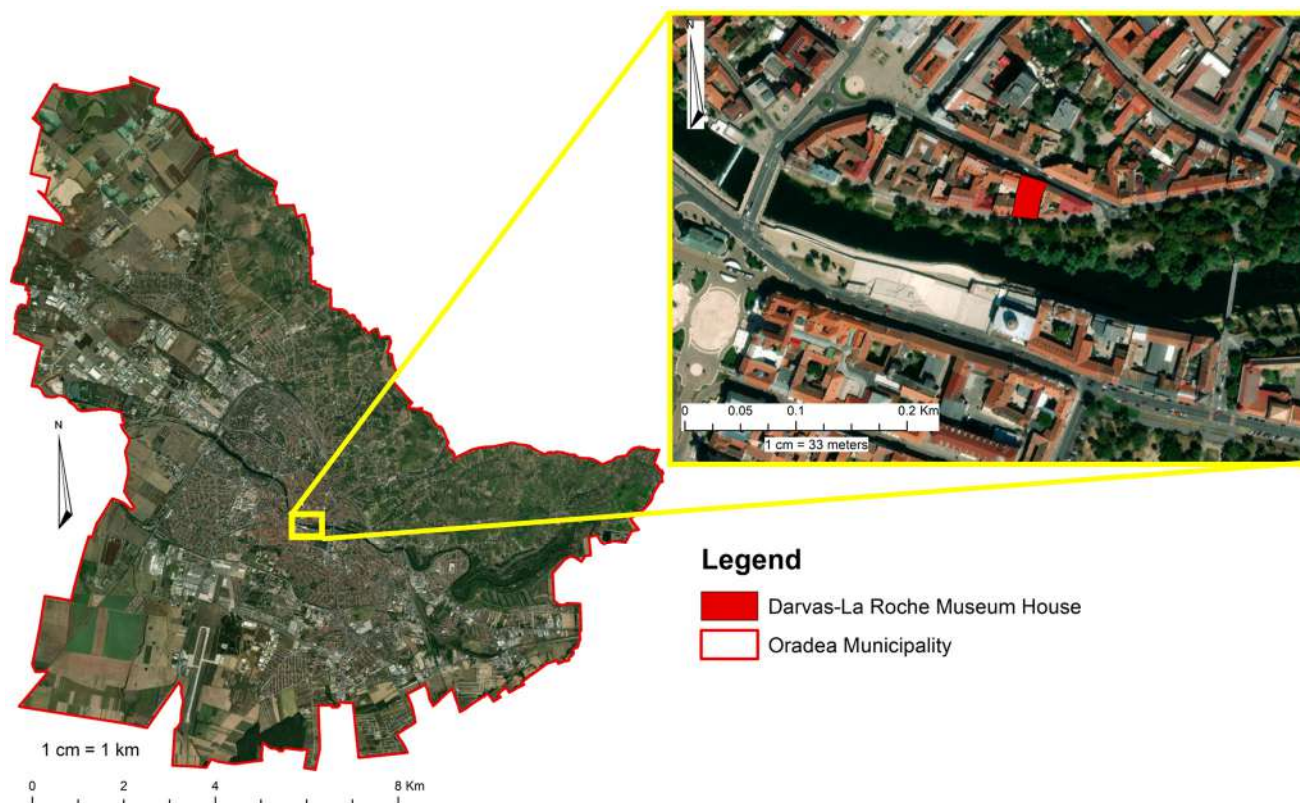 N
0 0.05 0.1 0.2 Km
1 cm = 33 meters
N
Legend
Darvas-La Roche Museum House
Oradea Municipality
1 cm = 1 km
0 2 4 8 Km